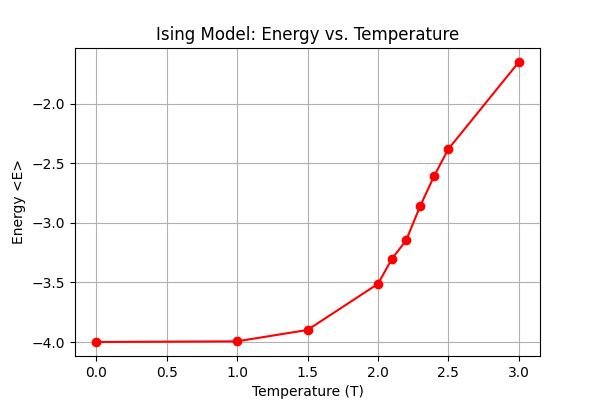 Ising Model: Energy vs. Temperature
Energy <E>
−2.0
−2.5
−3.0
−3.5
−4.0
0.0 0.5 1.0 1.5 2.0 2.5 3.0
Temperature (T)